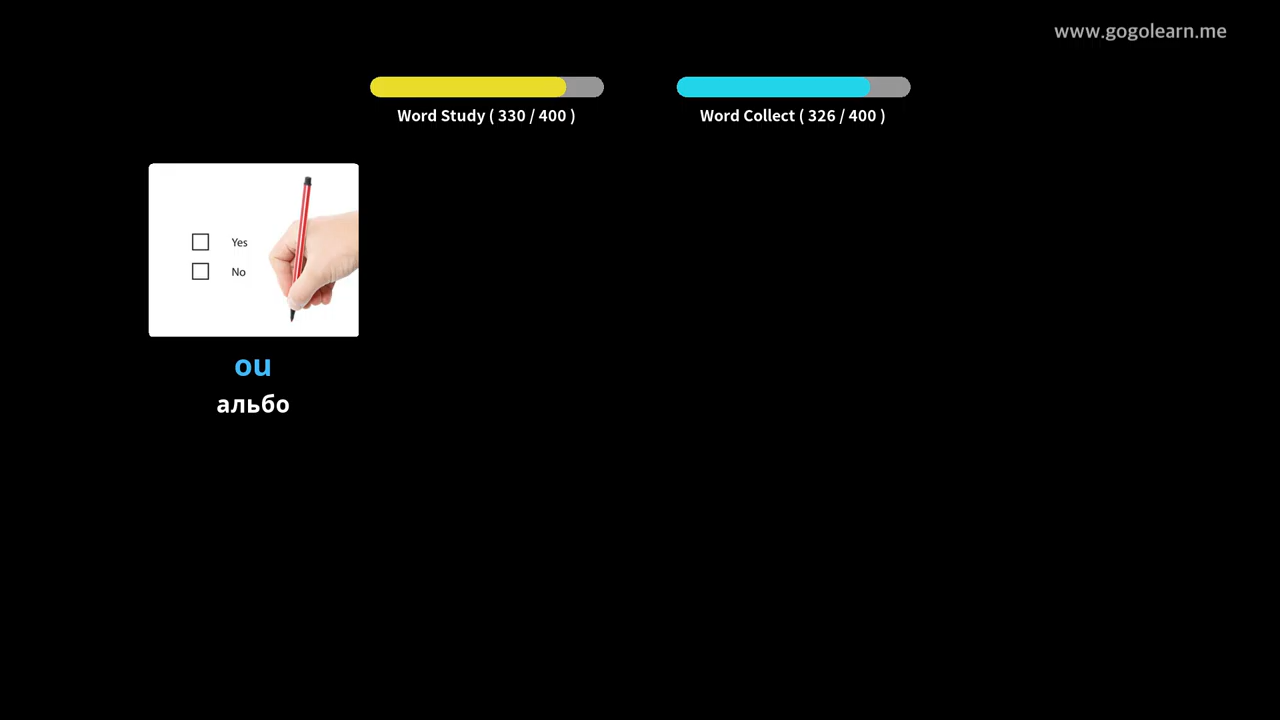 www.gogolearn.me
Word Study ( 330 / 400 )
Word Collect ( 326 / 400 )
Yes
No
ou
альбо